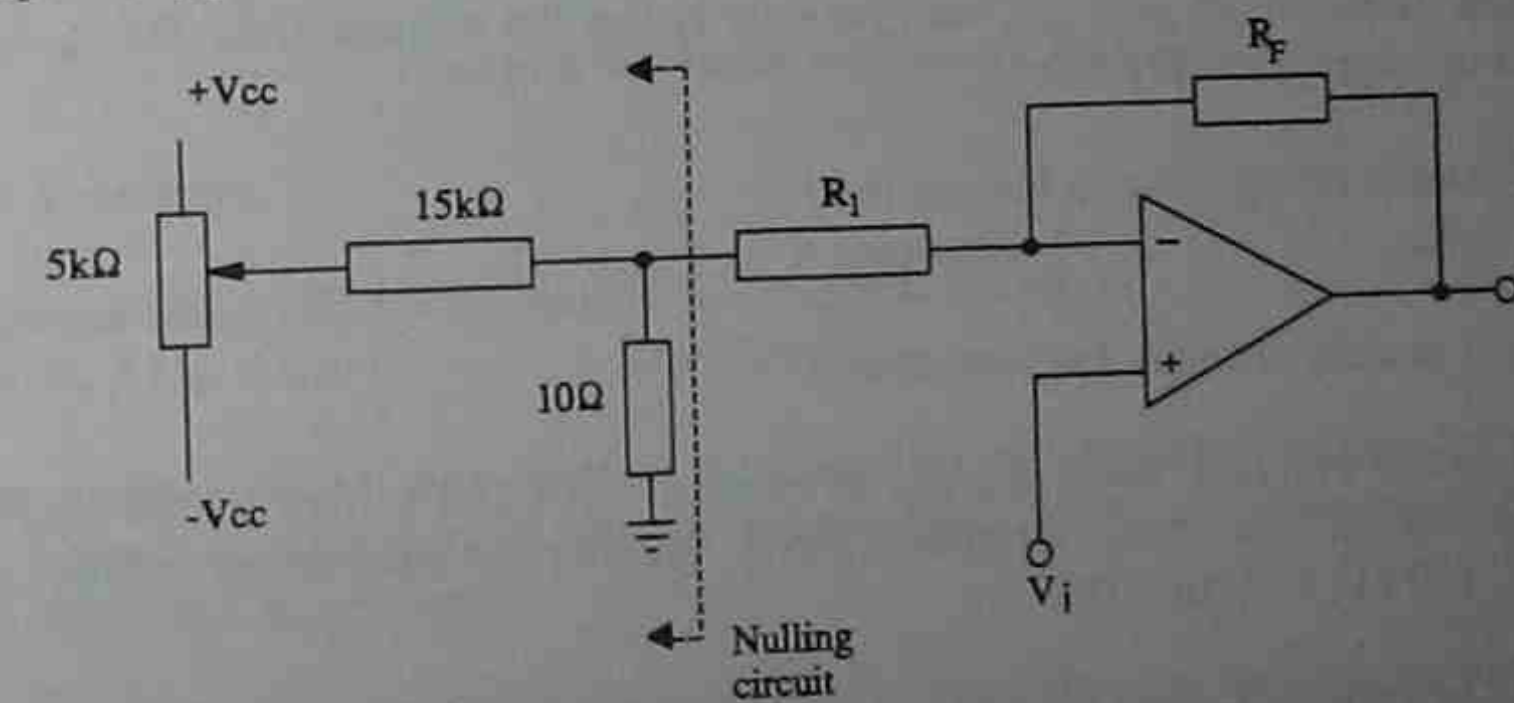 R_F
+Vcc
15kΩ
R_1
5kΩ
−
+
10Ω
-Vcc
V_i
Nulling
circuit